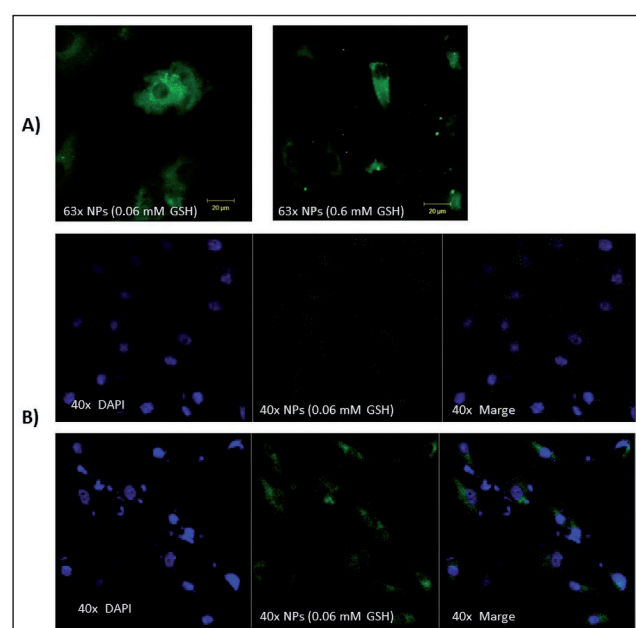 A)
63x NPs (0.06 mM GSH)
20 μm
63x NPs (0.6 mM GSH)
20 μm
B)
40x DAPI
40x NPs (0.06 mM GSH)
40x Marge
40x DAPI
40x NPs (0.06 mM GSH)
40x Marge